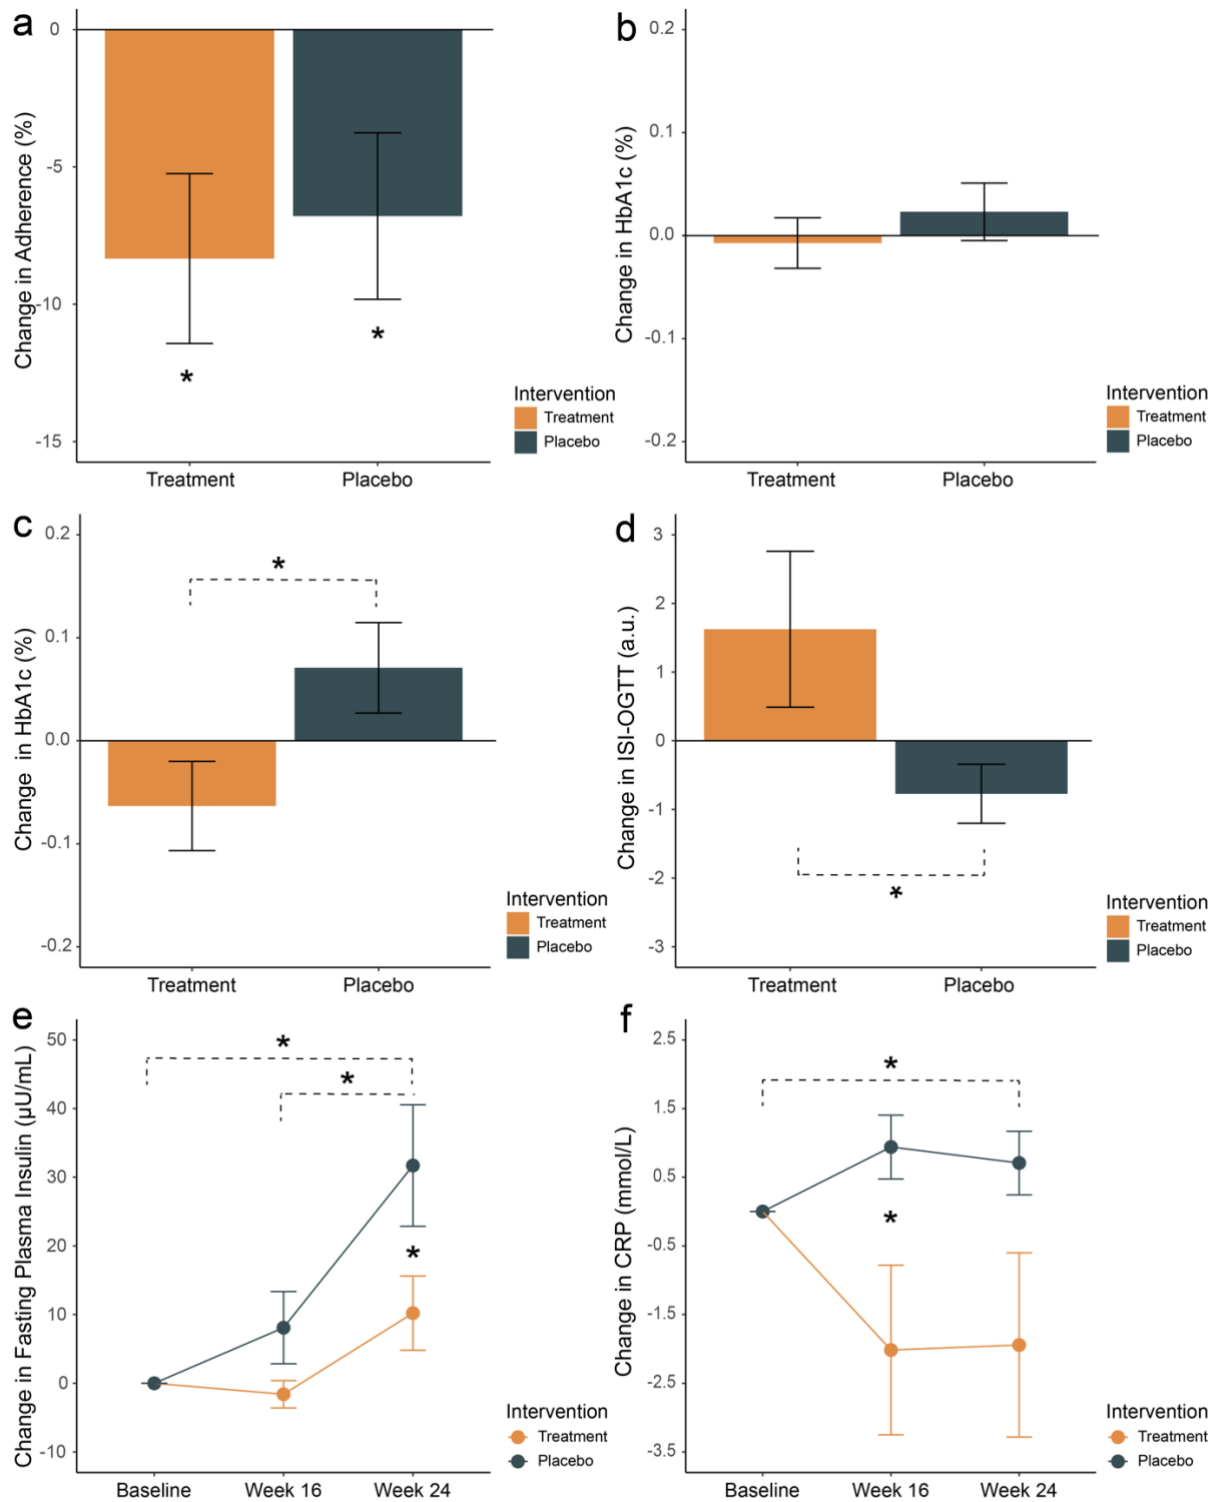 a
0
-5
-10
-15
Change in Adherence (%)
*
*
Treatment
Placebo
Intervention
Treatment
Placebo
b
0.2
0.1
0.0
-0.1
-0.2
Change in HbA1c (%)
Treatment
Placebo
Intervention
Treatment
Placebo
c
0.2
0.1
0.0
-0.1
-0.2
Change in HbA1c (%)
*
Treatment
Placebo
Intervention
Treatment
Placebo
d
3
2
1
0
-1
-2
-3
Change in ISI-OGTT (a.u.)
*
Treatment
Placebo
Intervention
Treatment
Placebo
e
50
40
30
20
10
0
-10
Change in Fasting Plasma Insulin (µU/mL)
*
*
*
Baseline
Week 16
Week 24
Intervention
Treatment
Placebo
f
2.5
1.5
0.5
-0.5
-1.5
-2.5
-3.5
Change in CRP (mmol/L)
*
*
Baseline
Week 16
Week 24
Intervention
Treatment
Placebo